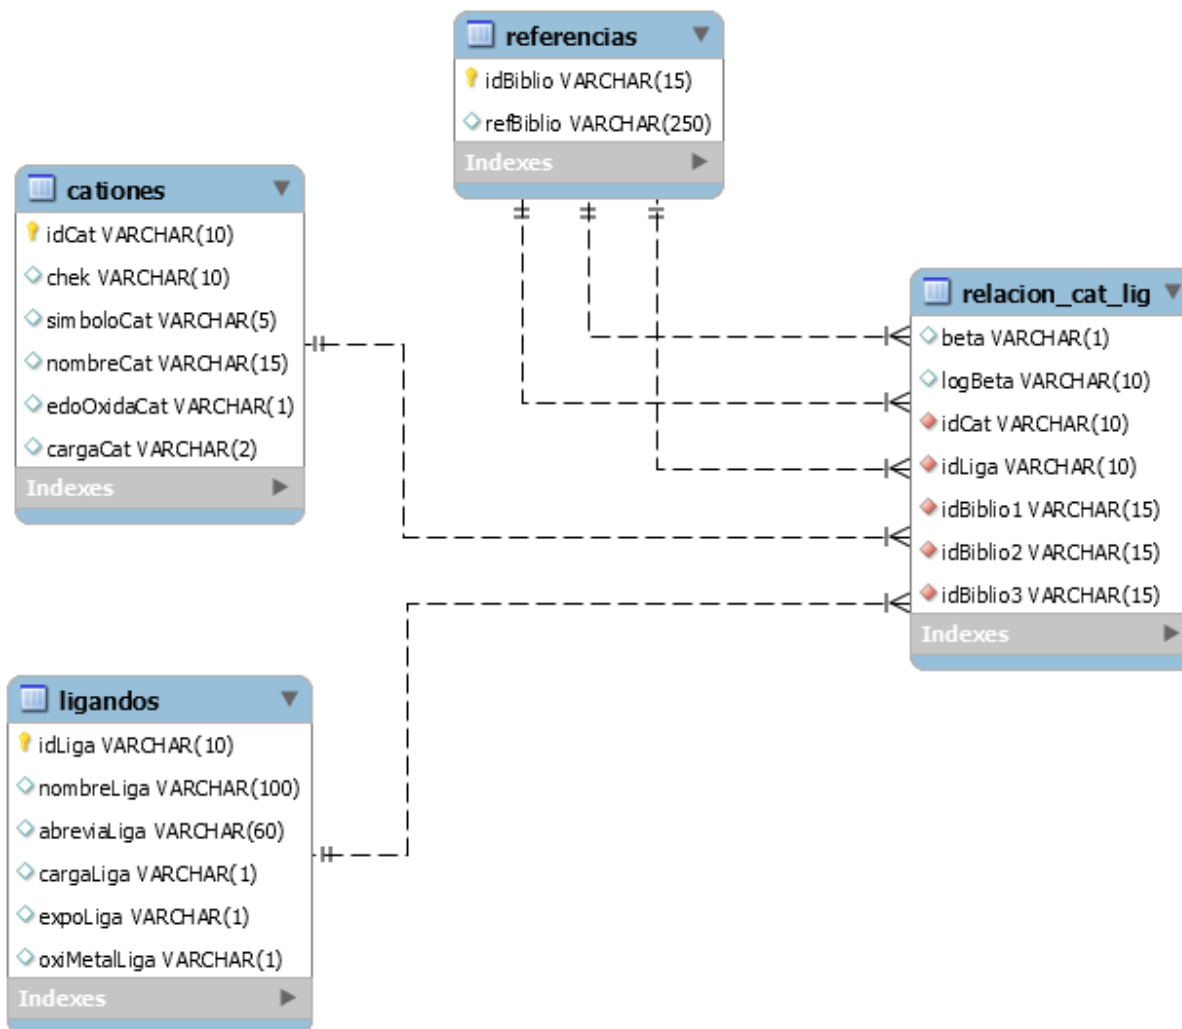 referencias
idBiblio VARCHAR(15)
refBiblio VARCHAR(250)
Indexes
cationes
idCat VARCHAR(10)
chek VARCHAR(10)
simboloCat VARCHAR(5)
nombreCat VARCHAR(15)
edoOxidaCat VARCHAR(1)
cargaCat VARCHAR(2)
Indexes
relacion_cat_lig
beta VARCHAR(1)
logBeta VARCHAR(10)
idCat VARCHAR(10)
idLiga VARCHAR(10)
idBiblio1 VARCHAR(15)
idBiblio2 VARCHAR(15)
idBiblio3 VARCHAR(15)
Indexes
ligandos
idLiga VARCHAR(10)
nombreLiga VARCHAR(100)
abreviaLiga VARCHAR(60)
cargaLiga VARCHAR(1)
expoLiga VARCHAR(1)
oxiMetalLiga VARCHAR(1)
Indexes